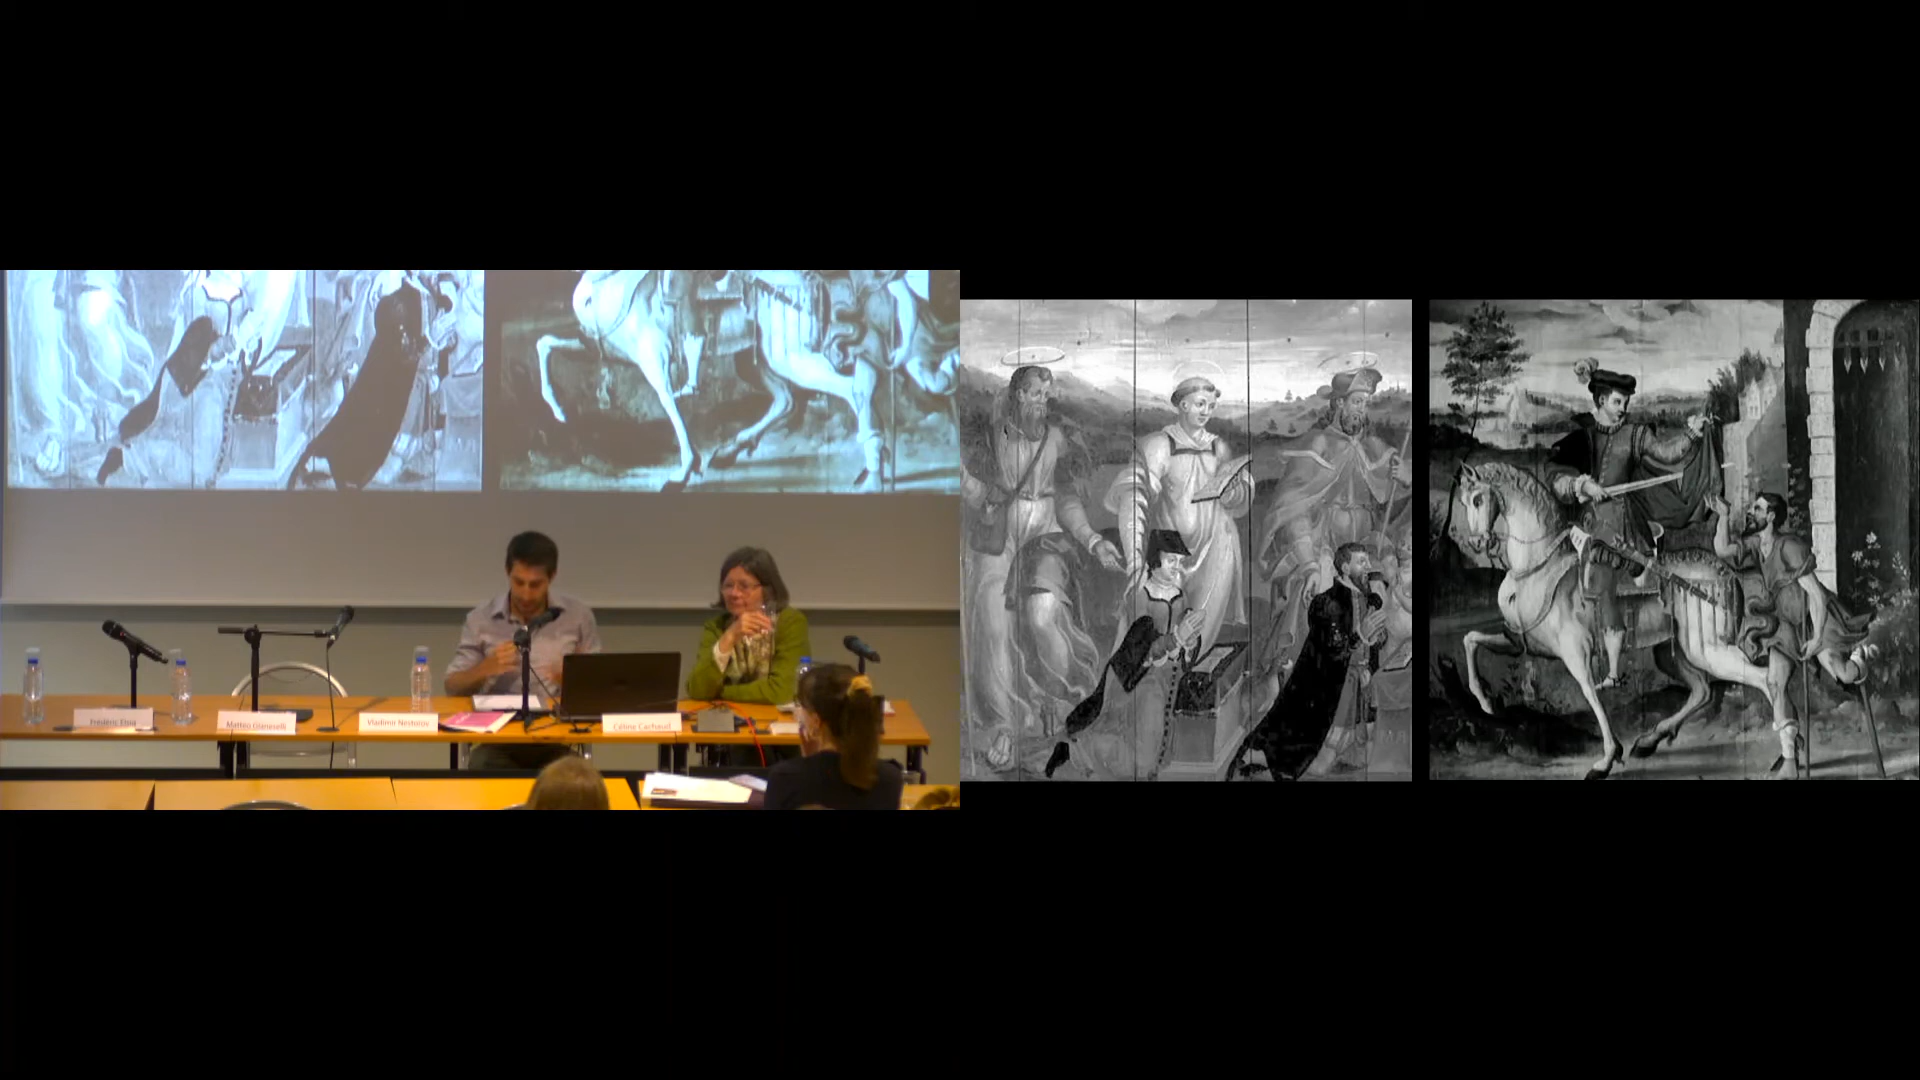 Frédéric Elsig
Matteo Gianeselli
Vladimir Nestorov
Céline Cachaud